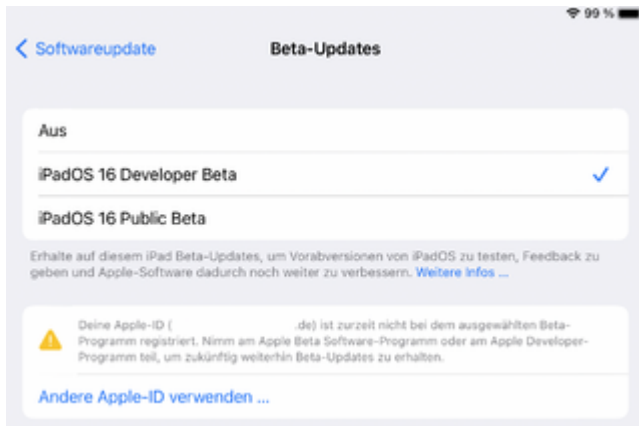 99 %
Softwareupdate
Beta-Updates
Aus
iPadOS 16 Developer Beta
iPadOS 16 Public Beta
Erhalte auf diesem iPad Beta-Updates, um Vorabversionen von iPadOS zu testen, Feedback zu
geben und Apple-Software dadurch noch weiter zu verbessern. Weitere Infos ...
Deine Apple-ID ( .de) ist zurzeit nicht bei dem ausgewählten Beta-
Programm registriert. Nimm am Apple Beta Software-Programm oder am Apple Developer-
Programm teil, um zukünftig weiterhin Beta-Updates zu erhalten.
Andere Apple-ID verwenden ...